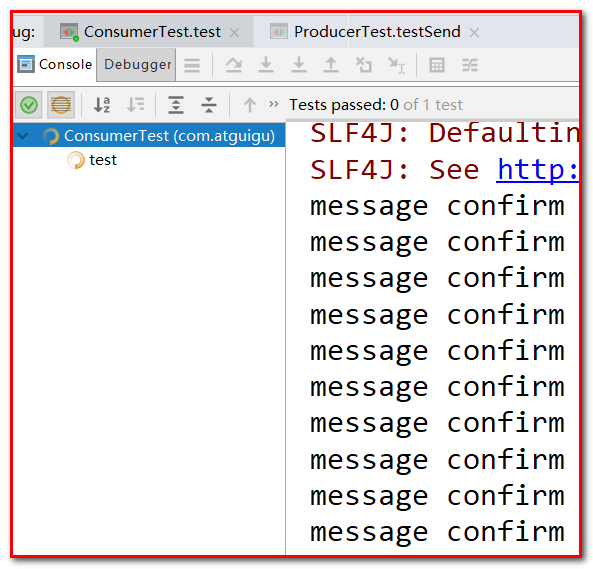 ug: ConsumerTest.test ProducerTest.testSend
Console Debugger
Tests passed: 0 of 1 test
ConsumerTest (com.atguigu)
test
SLF4J: Defaultin
SLF4J: See http:
message confirm
message confirm
message confirm
message confirm
message confirm
message confirm
message confirm
message confirm
message confirm
message confirm